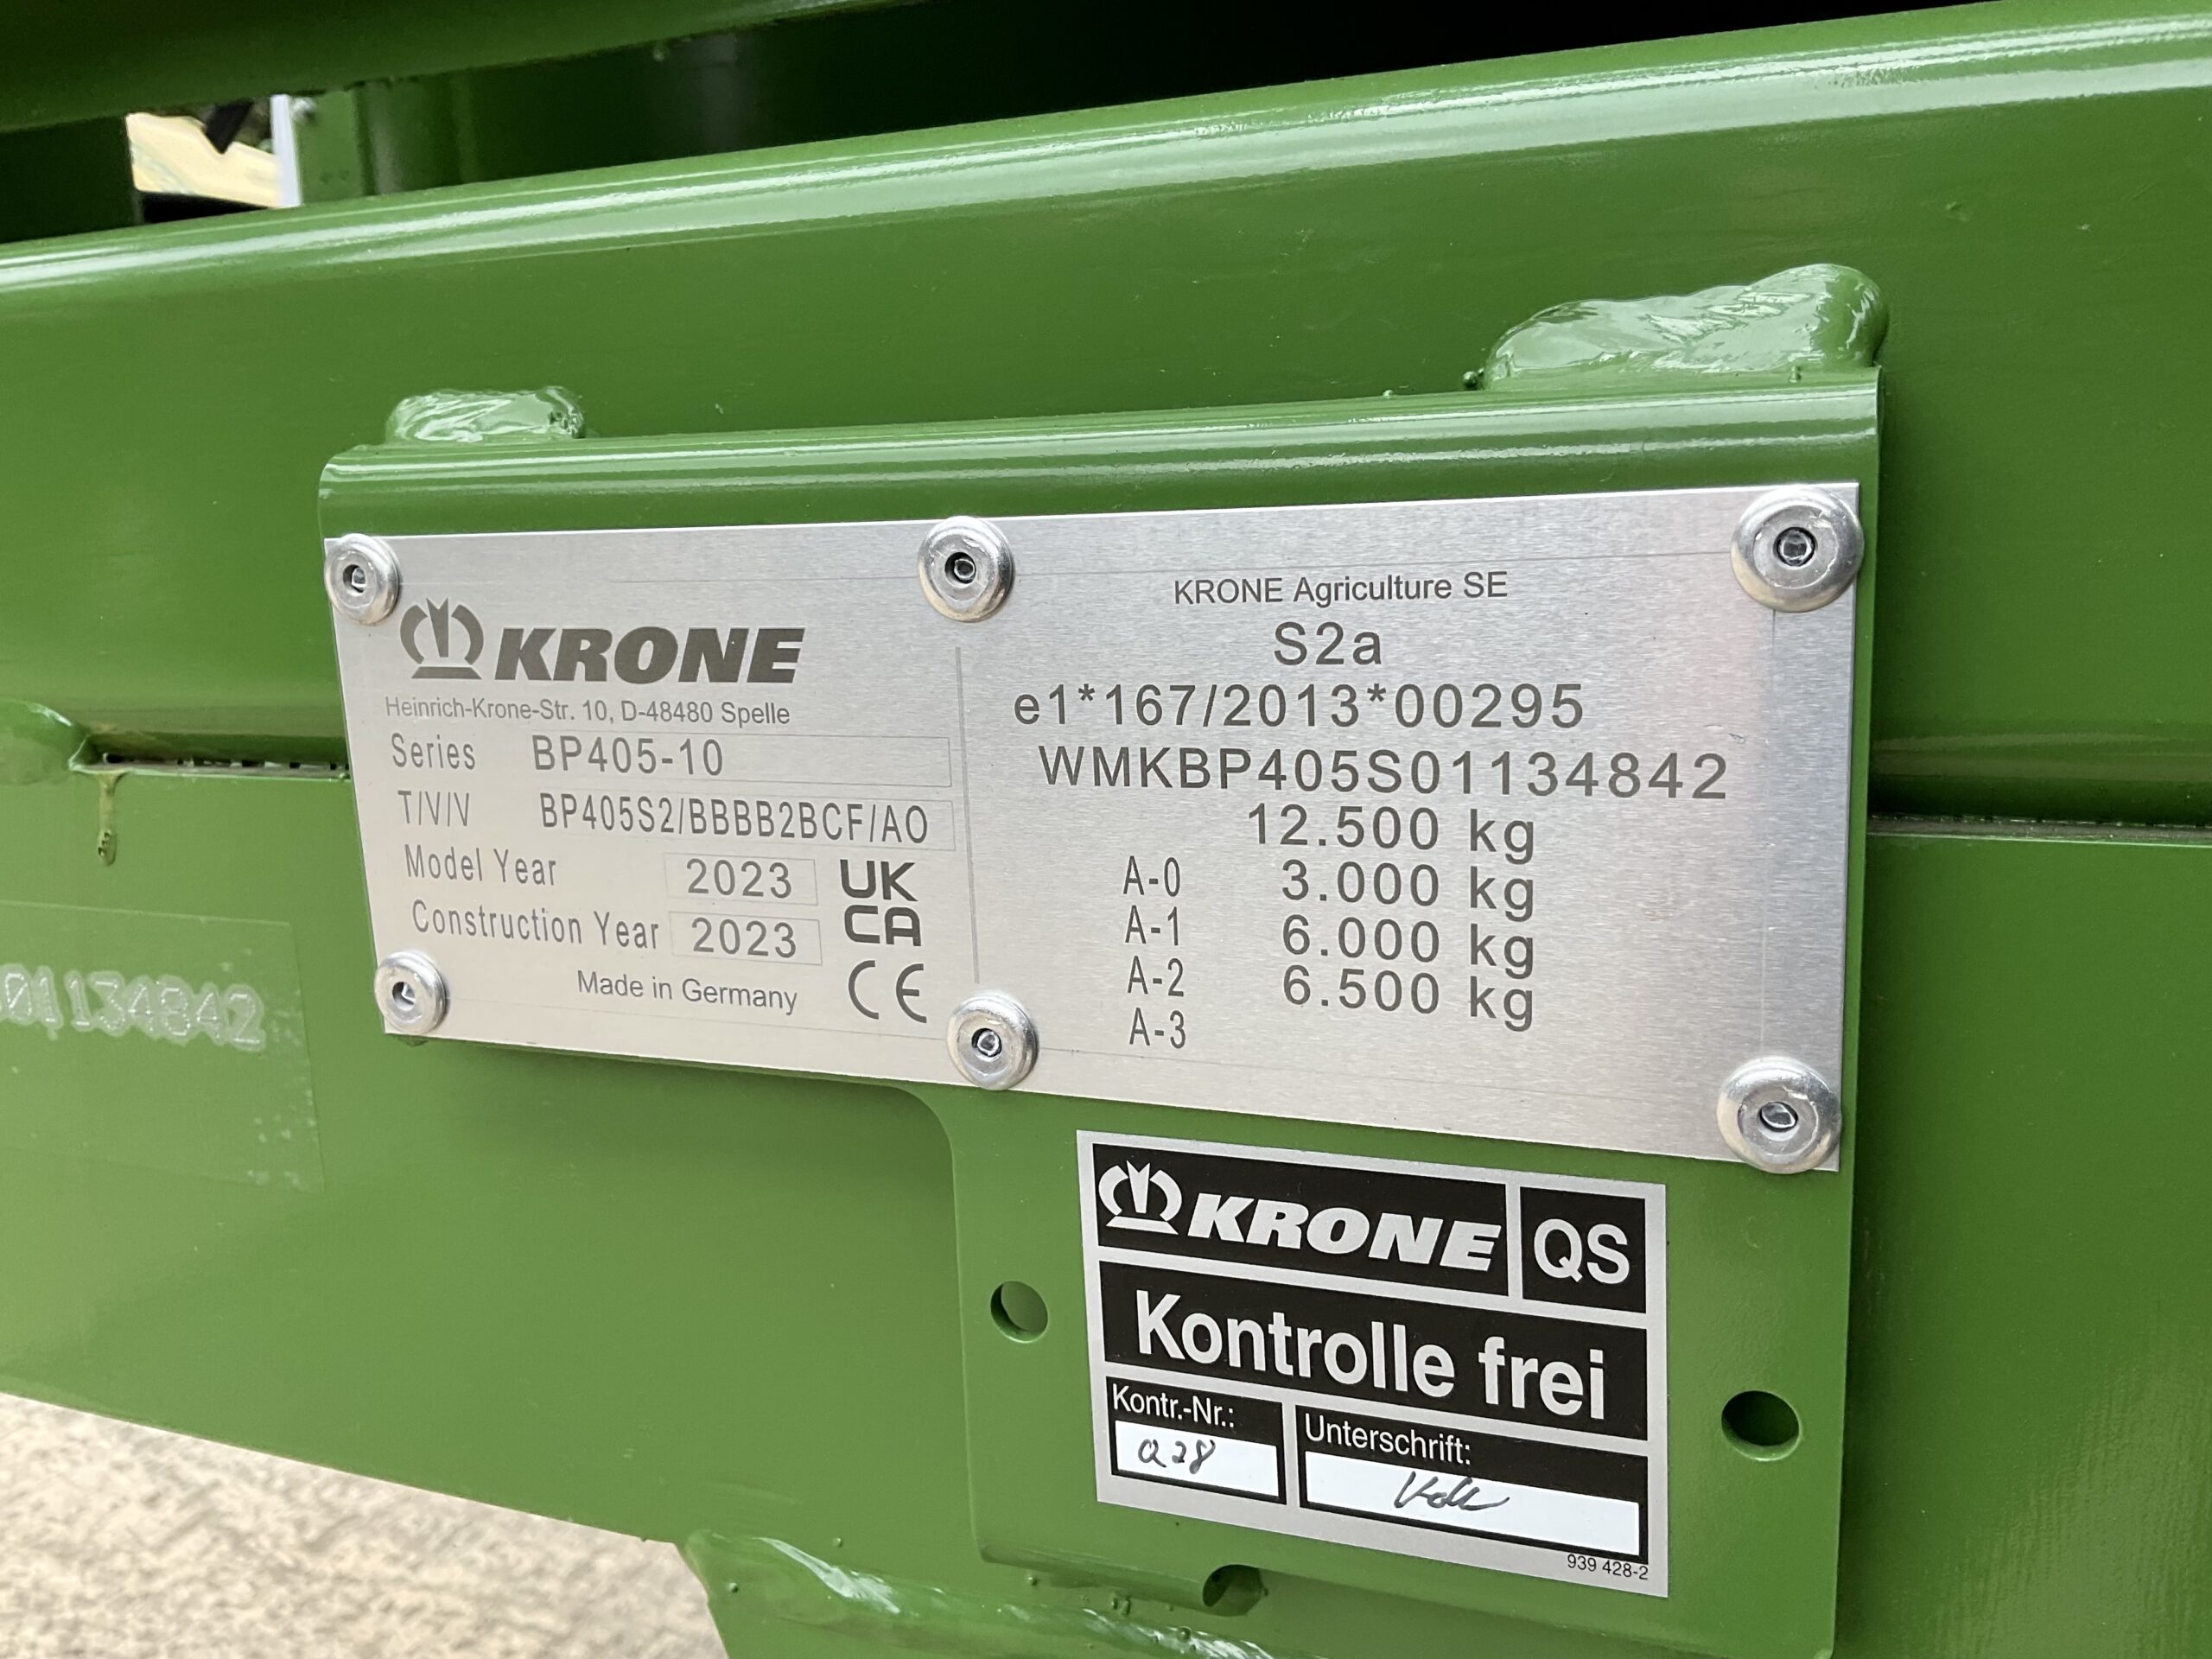 KRONE
Heinrich-Krone-Str. 10, D-48480 Spelle
Series BP405-10
T/V/V BP405S2/BBBB2BCF/AO
Model Year 2023
Construction Year 2023
UK
CA
Made in Germany
CE
KRONE Agriculture SE
S2a
e1*167/2013*00295
WMKBP405S01134842
12.500 kg
A-0 3.000 kg
A-1 6.000 kg
A-2 6.500 kg
A-3
01134842
KRONE QS
Kontrolle frei
Kontr.-Nr.: Unterschrift:
Q28
939 428-2